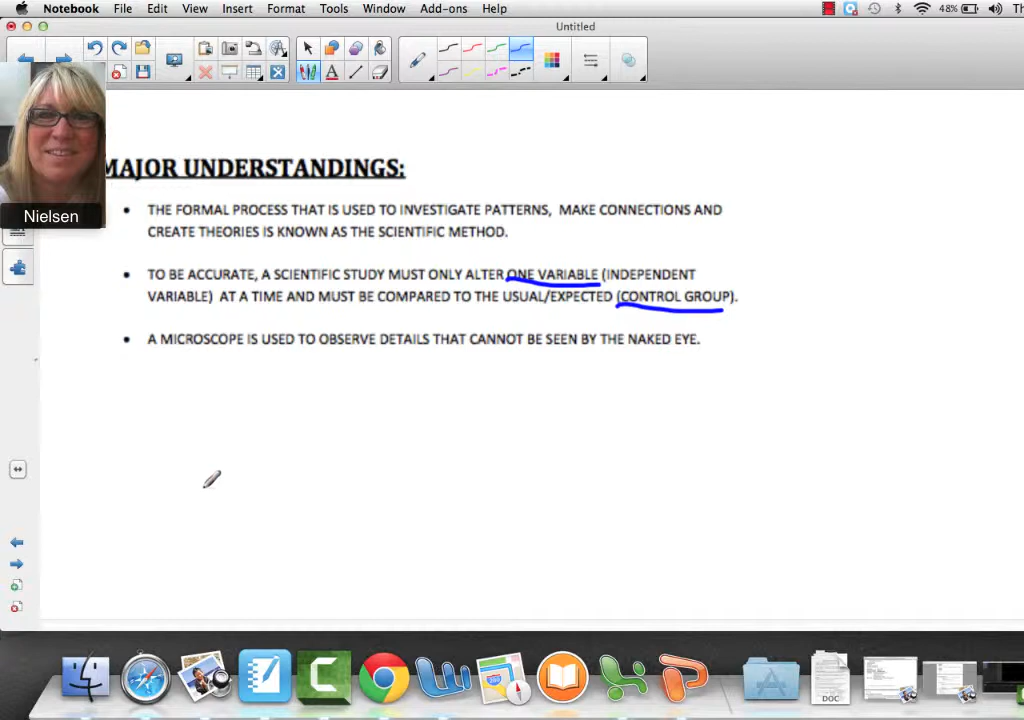 Notebook File Edit View Insert Format Tools Window Add-ons Help 48% Th
Untitled
Nielsen
MAJOR UNDERSTANDINGS:
• THE FORMAL PROCESS THAT IS USED TO INVESTIGATE PATTERNS, MAKE CONNECTIONS AND
CREATE THEORIES IS KNOWN AS THE SCIENTIFIC METHOD.
• TO BE ACCURATE, A SCIENTIFIC STUDY MUST ONLY ALTER ONE VARIABLE (INDEPENDENT
VARIABLE) AT A TIME AND MUST BE COMPARED TO THE USUAL/EXPECTED (CONTROL GROUP).
• A MICROSCOPE IS USED TO OBSERVE DETAILS THAT CANNOT BE SEEN BY THE NAKED EYE.
DOC